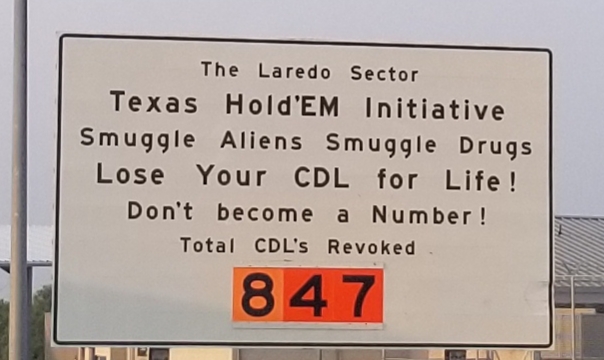 The Laredo Sector
Texas Hold'EM Initiative
Smuggle Aliens Smuggle Drugs
Lose Your CDL for Life!
Don't become a Number!
Total CDL's Revoked
847